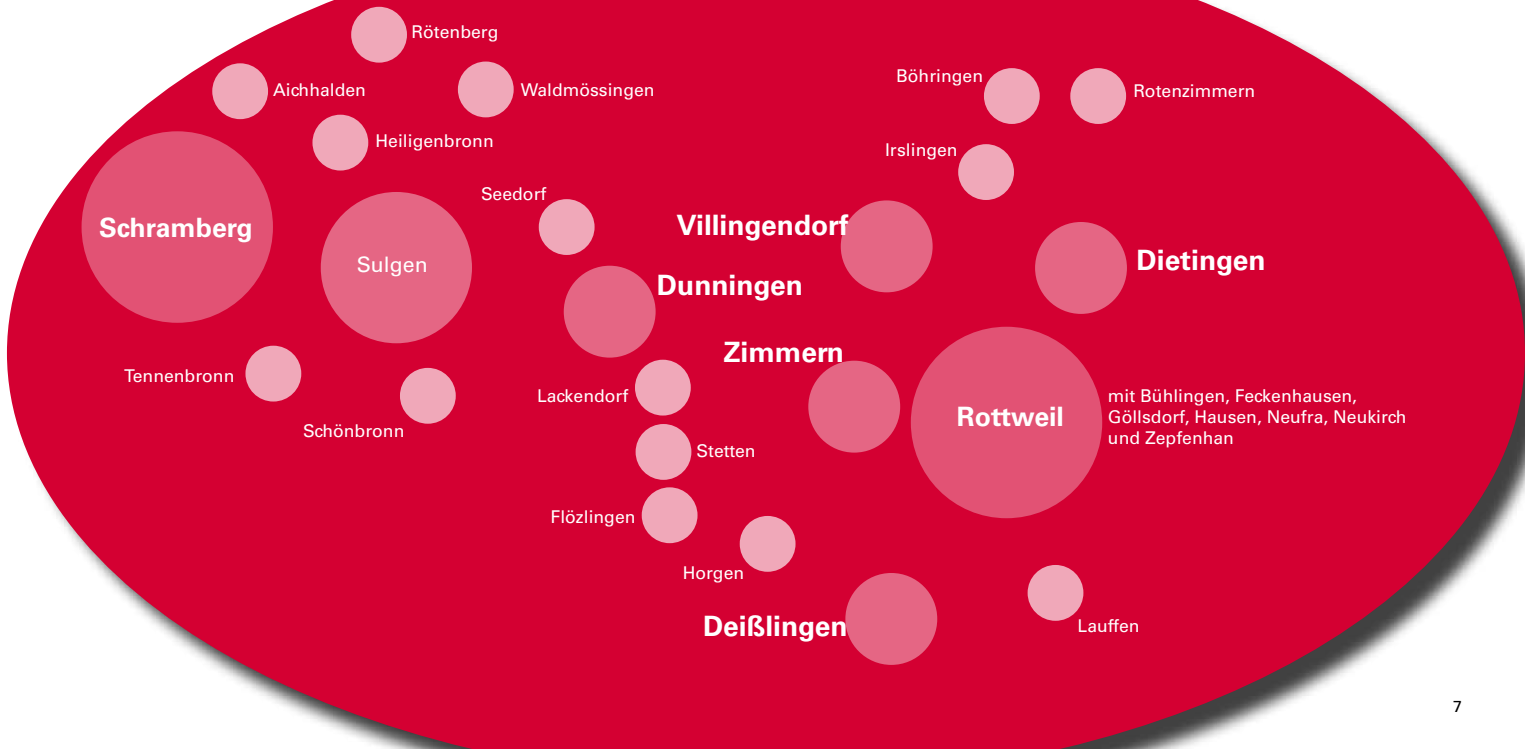 Rötenberg
Aichhalden
Waldmössingen
Böhringen
Rotenzimmern
Heiligenbronn
Irslingen
Seedorf
Schramberg
Villingendorf
Sulgen
Dietingen
Dunningen
Zimmern
Tennenbronn
Lackendorf
Rottweil
mit Bühlingen, Feckenhausen,
Göllsdorf, Hausen, Neufra, Neukirch
und Zepfenhan
Schönbronn
Stetten
Flözlingen
Horgen
Deißlingen
Lauffen
7